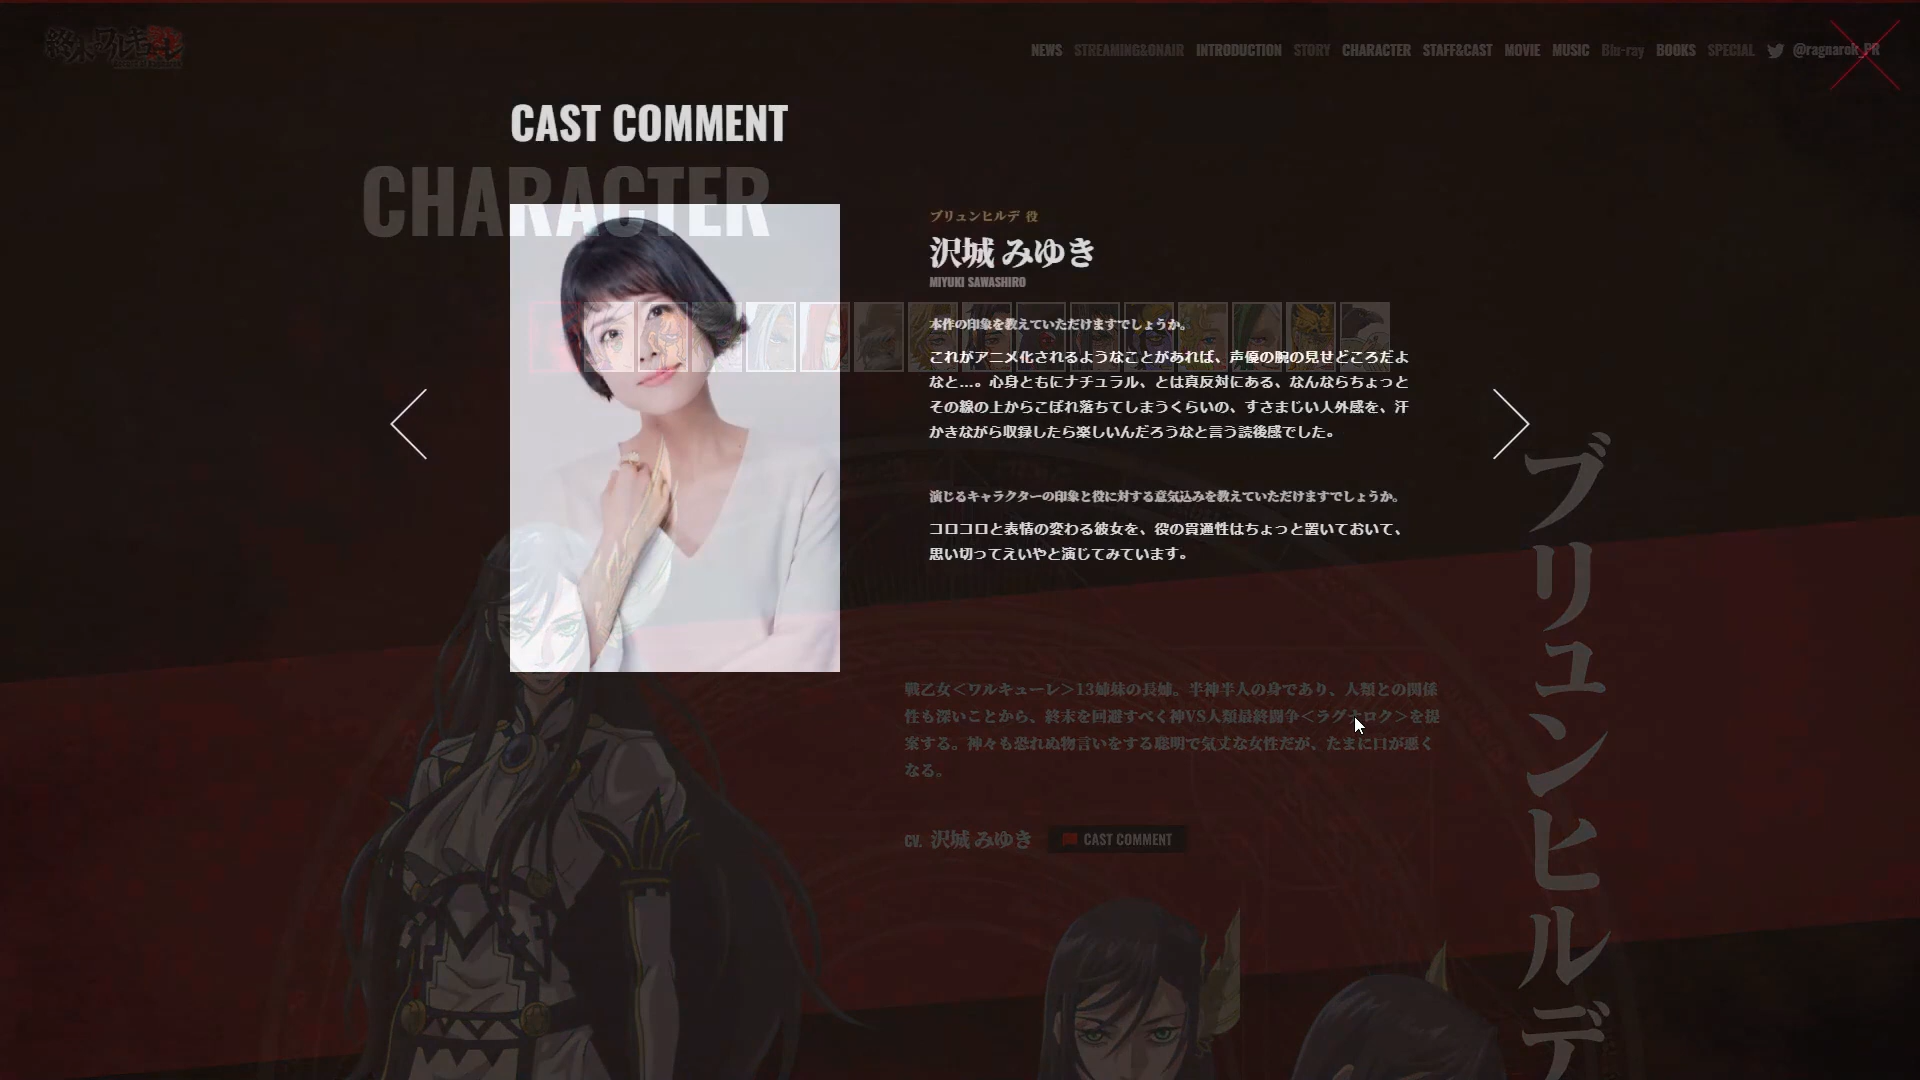 終末のワルキューレ
NEWS STREAMING&ONAIR INTRODUCTION STORY CHARACTER STAFF&CAST MOVIE MUSIC Blu-ray BOOKS SPECIAL @ragnarok_PR
CAST COMMENT
CHARACTER
ブリュンヒルデ 役
沢城 みゆき
MIYUKI SAWASHIRO
本作の印象を教えていただけますでしょうか。
これがアニメ化されるようなことがあれば、声優の腕の見せどころだよ
なと…。心身ともにナチュラル、とは真反対にある、なんならちょっと
その線の上からこぼれ落ちてしまうくらいの、すさまじい人外感を、汗
かきながら収録したら楽しいんだろうなと言う読後感でした。
演じるキャラクターの印象と役に対する意気込みを教えていただけますでしょうか。
コロコロと表情の変わる彼女を、役の貫通性はちょっと置いておいて、
思い切ってえいやと演じてみています。
ブリュンヒルデ
戦乙女＜ワルキューレ＞13姉妹の長姉。半神半人の身であり、人類との関係
性も深いことから、終末を回避すべく神VS人類最終闘争＜ラグナロク＞を提
案する。神々も恐れぬ物言いをする聡明で気丈な女性だが、たまに口が悪く
なる。
CV. 沢城 みゆき CAST COMMENT